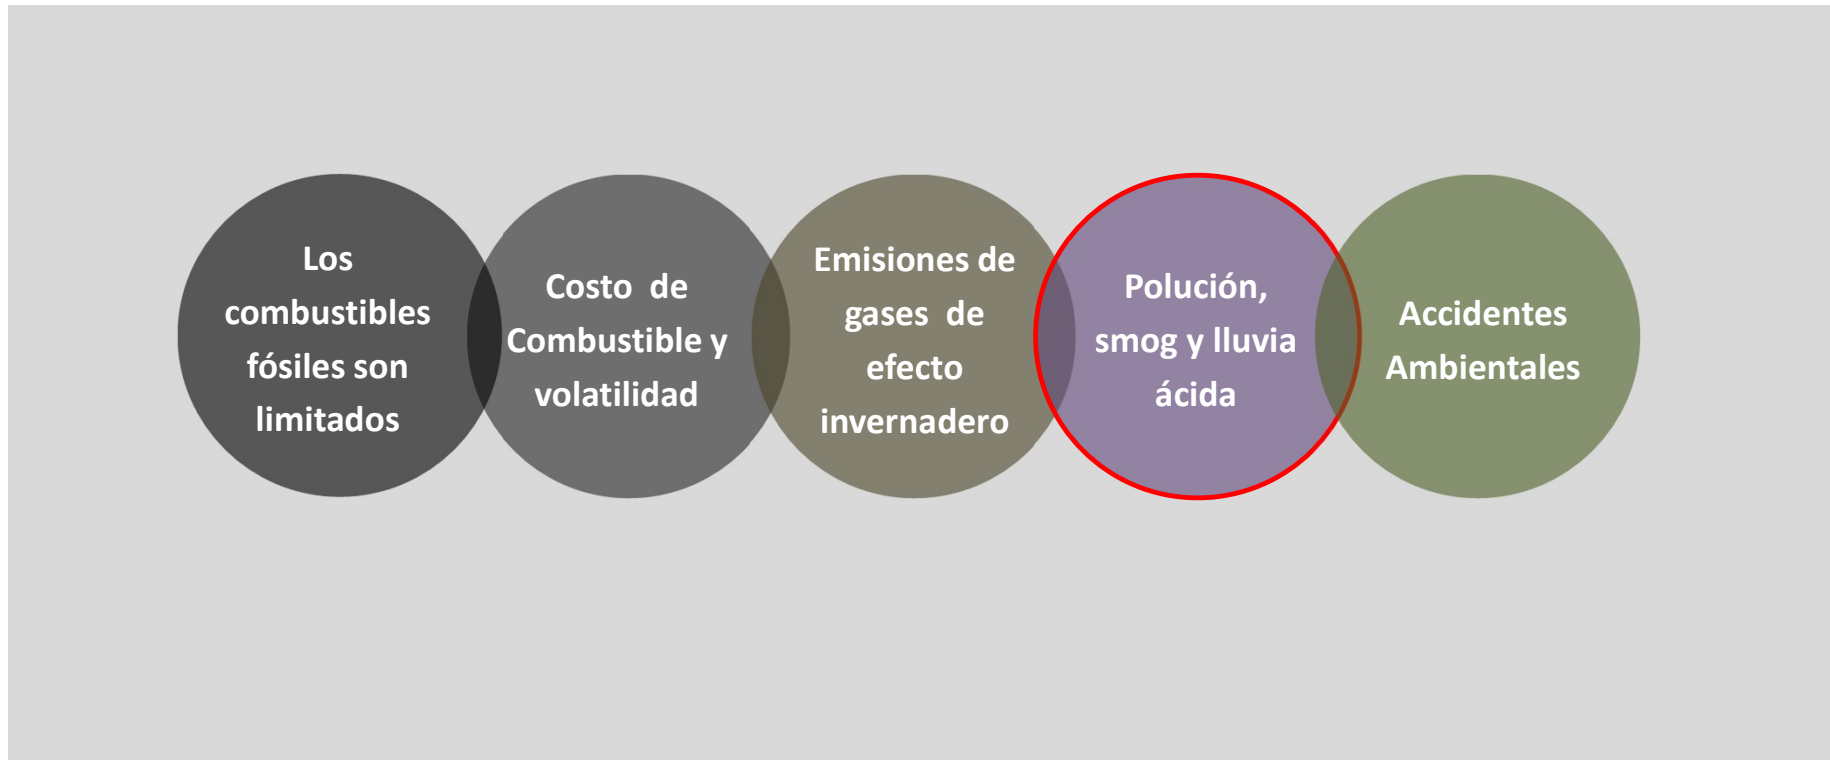 Los
combustibles
fósiles son
limitados
Costo de
Combustible y
volatilidad
Emisiones de
gases de
efecto
invernadero
Polución,
smog y lluvia
ácida
Accidentes
Ambientales